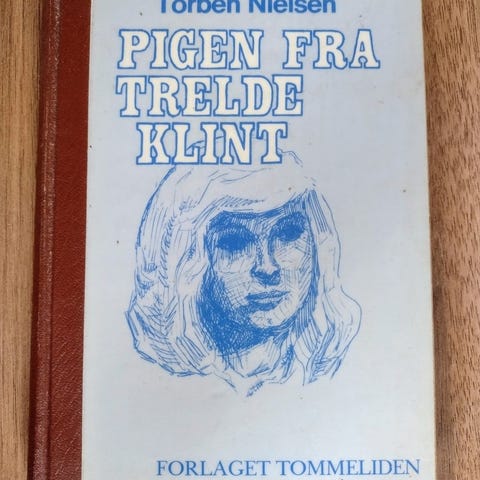 Torben Nielsen
PIGEN FRA
TRELDE
KLINT
FORLAGET TOMMELIDEN